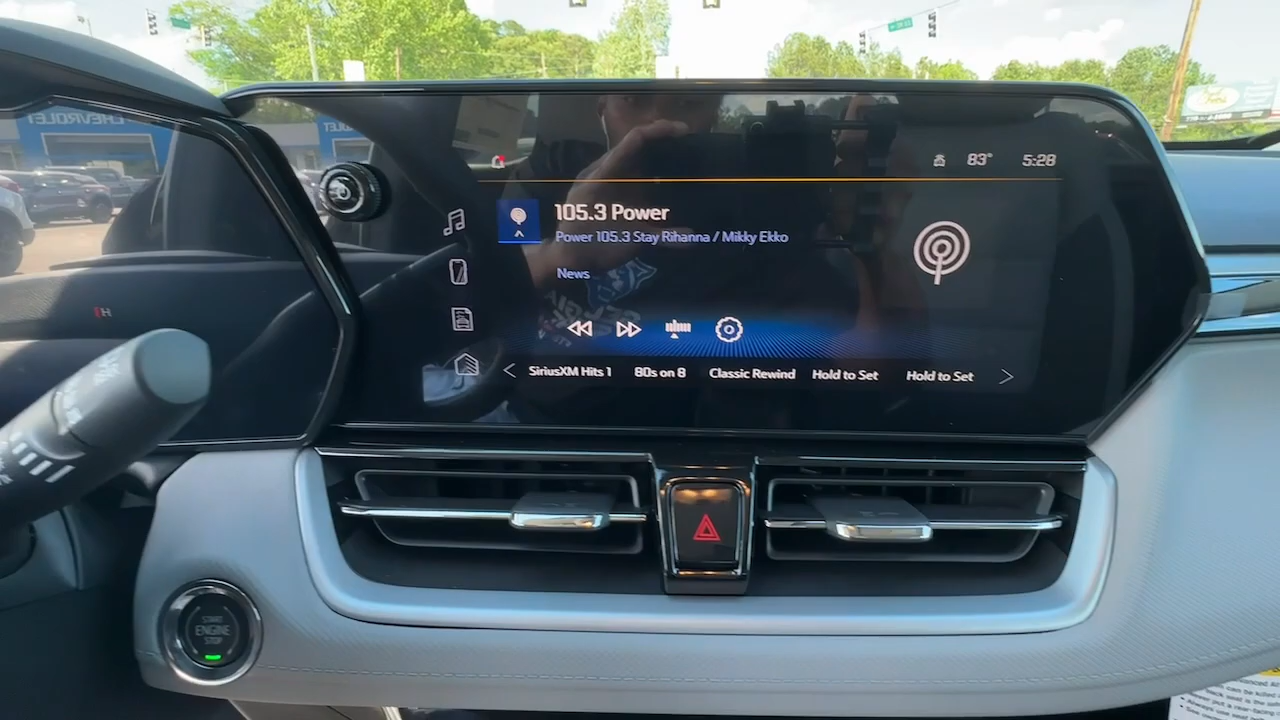 CHEVROLET
83°
5:28
105.3 Power
Power 105.3 Stay Rihanna / Mikky Ekko
News
SiriusXM Hits 1
80s on 8
Classic Rewind
Hold to Set
Hold to Set
START
ENGINE
STOP